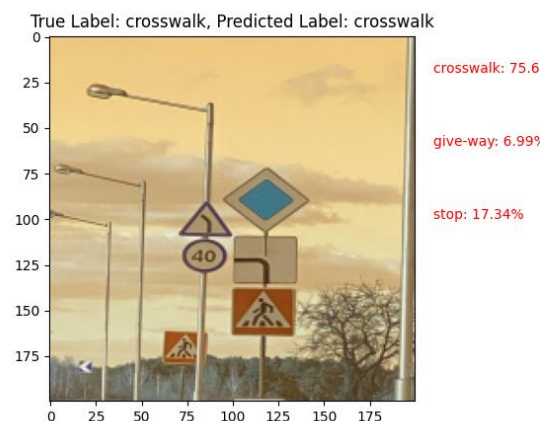 True Label: crosswalk, Predicted Label: crosswalk
0
25
50
75
100
125
150
175
0 25 50 75 100 125 150 175
crosswalk: 75.6
give-way: 6.99%
stop: 17.34%
40